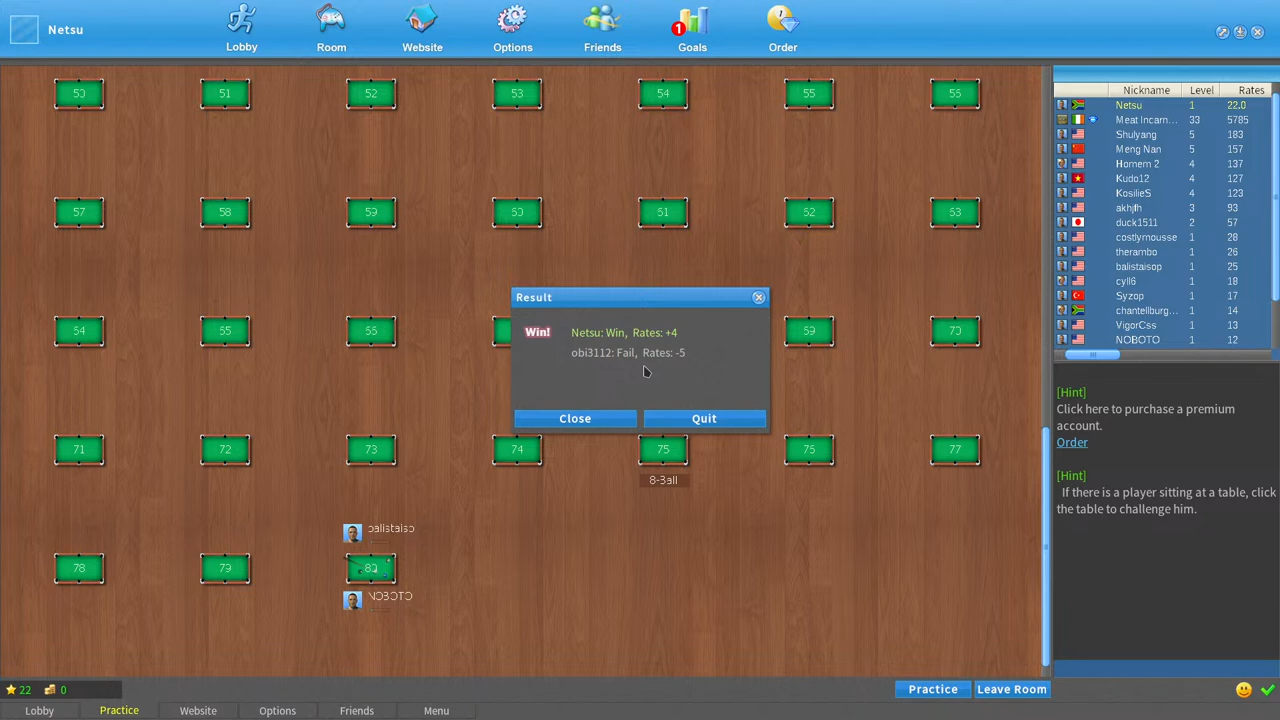 Netsu
Lobby
Room
Website
Options
Friends
1
Goals
Order
50 51 52 53 54 55 56
57 58 59 50 51 52 53
54 55 56 59 70
71 72 73 74 75 75 77
8-Ball
balistaiso
78 79 80
NOBOTO
Result
Win! Netsu: Win, Rates: +4
obi3112: Fail, Rates: -5
Close
Quit
Nickname Level Rates
Netsu 1 22.0
Meat Incarn... 33 5785
Shulyang 5 183
Meng Nan 5 157
Homem 2 4 137
Kudo12 4 127
KosilieS 4 123
akhjfh 3 93
duck1511 2 57
costlymousse 1 28
therambo 1 26
balistaisop 1 25
cyll6 1 18
Syzop 1 17
chantellburg... 1 14
VigorCss 1 13
NOBOTO 1 12
[Hint]
Click here to purchase a premium
account.
Order
[Hint]
If there is a player sitting at a table, click
the table to challenge him.
22 0
Practice
Leave Room
Lobby
Practice
Website
Options
Friends
Menu